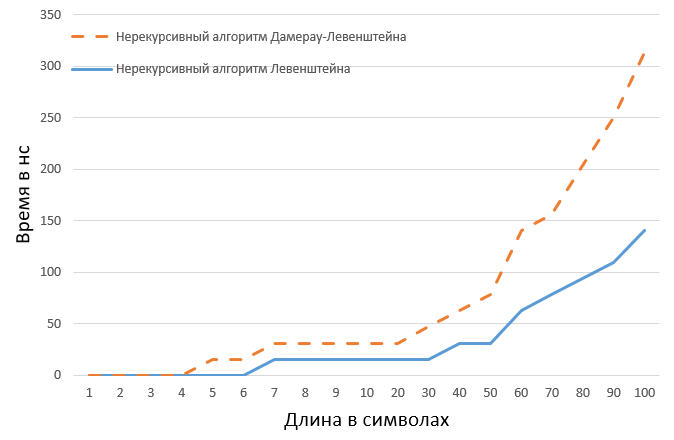 350
300
250
200
150
100
50
0
Время в нс
Нерекурсивный алгоритм Дамерау-Левенштейна
Нерекурсивный алгоритм Левенштейна
1 2 3 4 5 6 7 8 9 10 20 30 40 50 60 70 80 90 100
Длина в символах